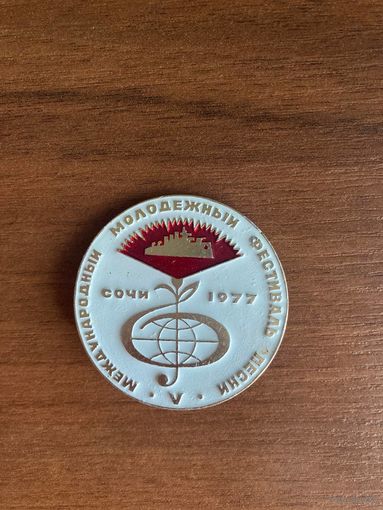 МЕЖДУНАРОДНЫЙ МОЛОДЕЖНЫЙ ФЕСТИВАЛЬ ПЕСНИ
СОЧИ 1977
· V ·